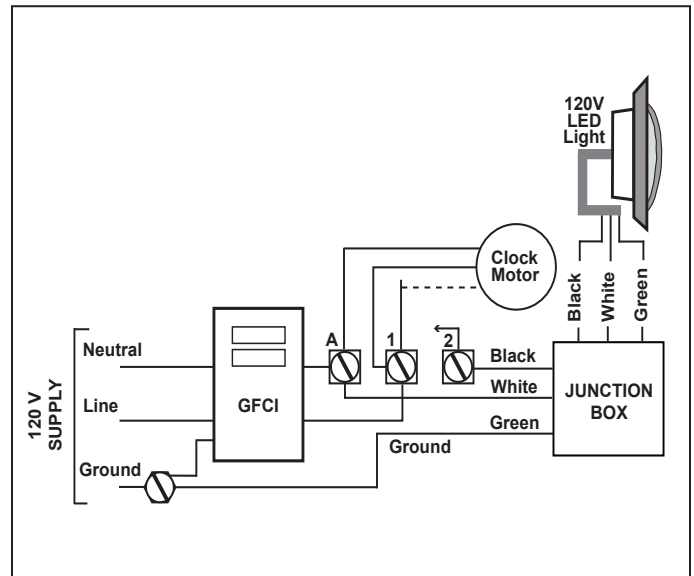 120V
LED
Light
Clock
Motor
Black
White
Green
A
1
2
Neutral
Line
Ground
120 V
SUPPLY
GFCI
Black
White
Green
Ground
JUNCTION
BOX